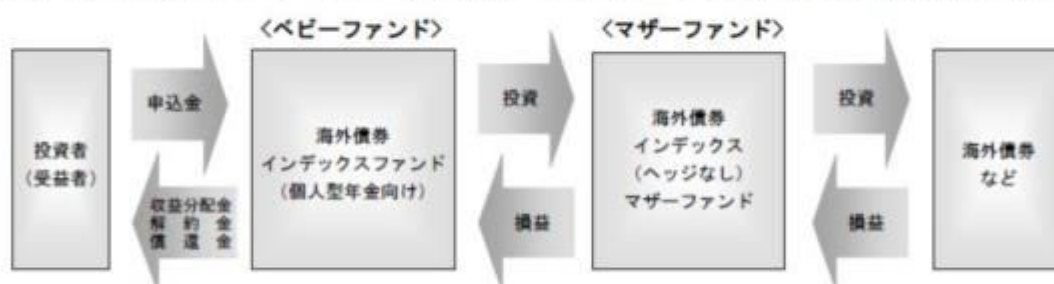 〈ベビーファンド〉
〈マザーファンド〉
投資者
（受益者）
申込金
収益分配金
解約金
償還金
海外債券
インデックスファンド
（個人型年金向け）
投資
損益
海外債券
インデックス
（ヘッジなし）
マザーファンド
投資
損益
海外債券
など